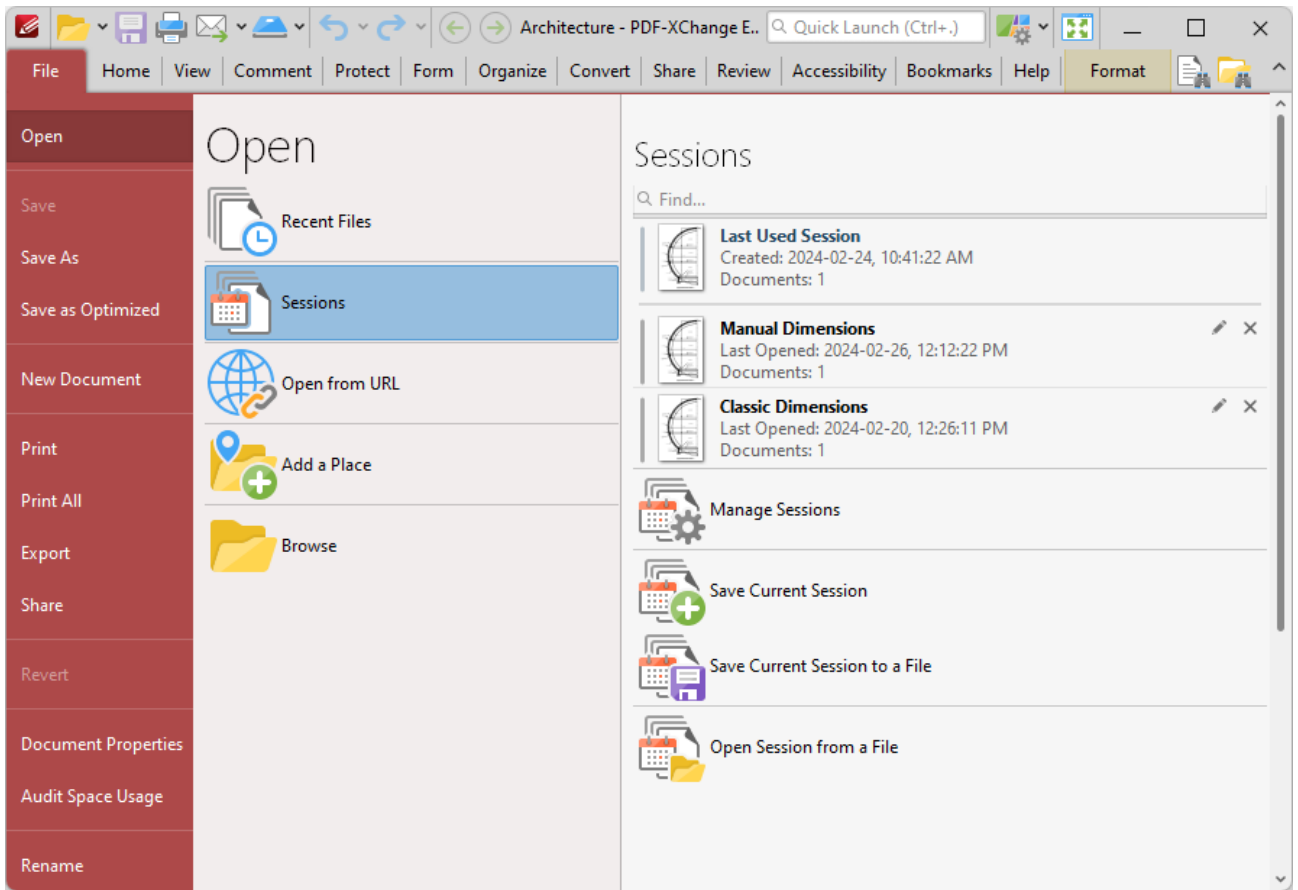 Architecture - PDF-XChange E.. Quick Launch (Ctrl+.)
File Home View Comment Protect Form Organize Convert Share Review Accessibility Bookmarks Help Format
Open
Save
Save As
Save as Optimized
New Document
Print
Print All
Export
Share
Revert
Document Properties
Audit Space Usage
Rename
Open
Recent Files
Sessions
Open from URL
Add a Place
Browse
Sessions
Find...
Last Used Session
Created: 2024-02-24, 10:41:22 AM
Documents: 1
Manual Dimensions
Last Opened: 2024-02-26, 12:12:22 PM
Documents: 1
Classic Dimensions
Last Opened: 2024-02-20, 12:26:11 PM
Documents: 1
Manage Sessions
Save Current Session
Save Current Session to a File
Open Session from a File